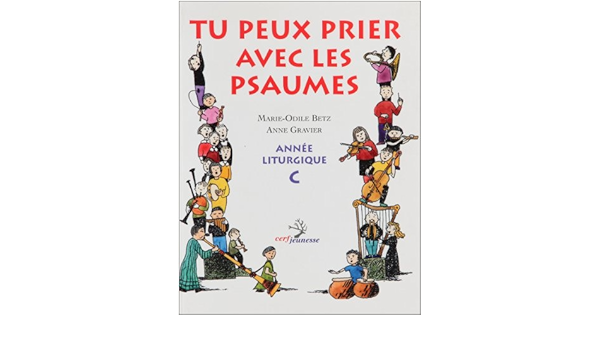 TU PEUX PRIER
AVEC LES
PSAUMES
MARIE-ODILE BETZ
ANNE GRAVIER
ANNÉE
LITURGIQUE
C
cerf jeunesse